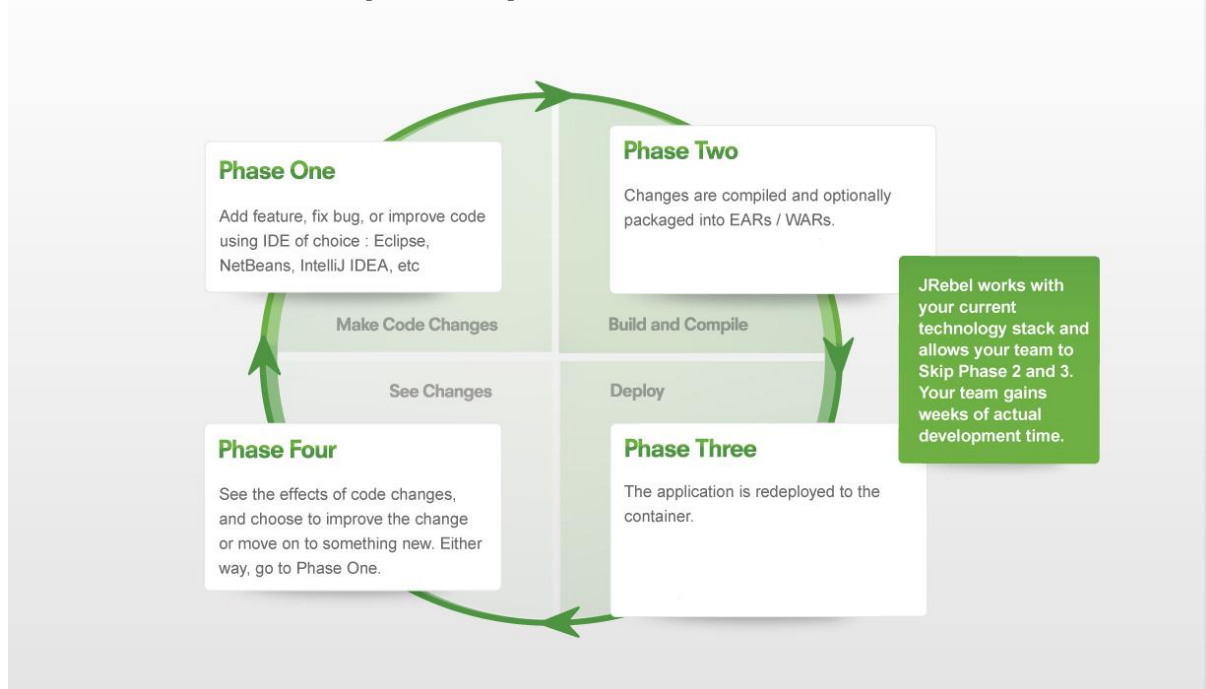 Phase One
Add feature, fix bug, or improve code
using IDE of choice : Eclipse,
NetBeans, IntelliJ IDEA, etc
Make Code Changes
Phase Two
Changes are compiled and optionally
packaged into EARs / WARs.
Build and Compile
JRebel works with
your current
technology stack and
allows your team to
Skip Phase 2 and 3.
Your team gains
weeks of actual
development time.
See Changes
Phase Four
See the effects of code changes,
and choose to improve the change
or move on to something new. Either
way, go to Phase One.
Deploy
Phase Three
The application is redeployed to the
container.